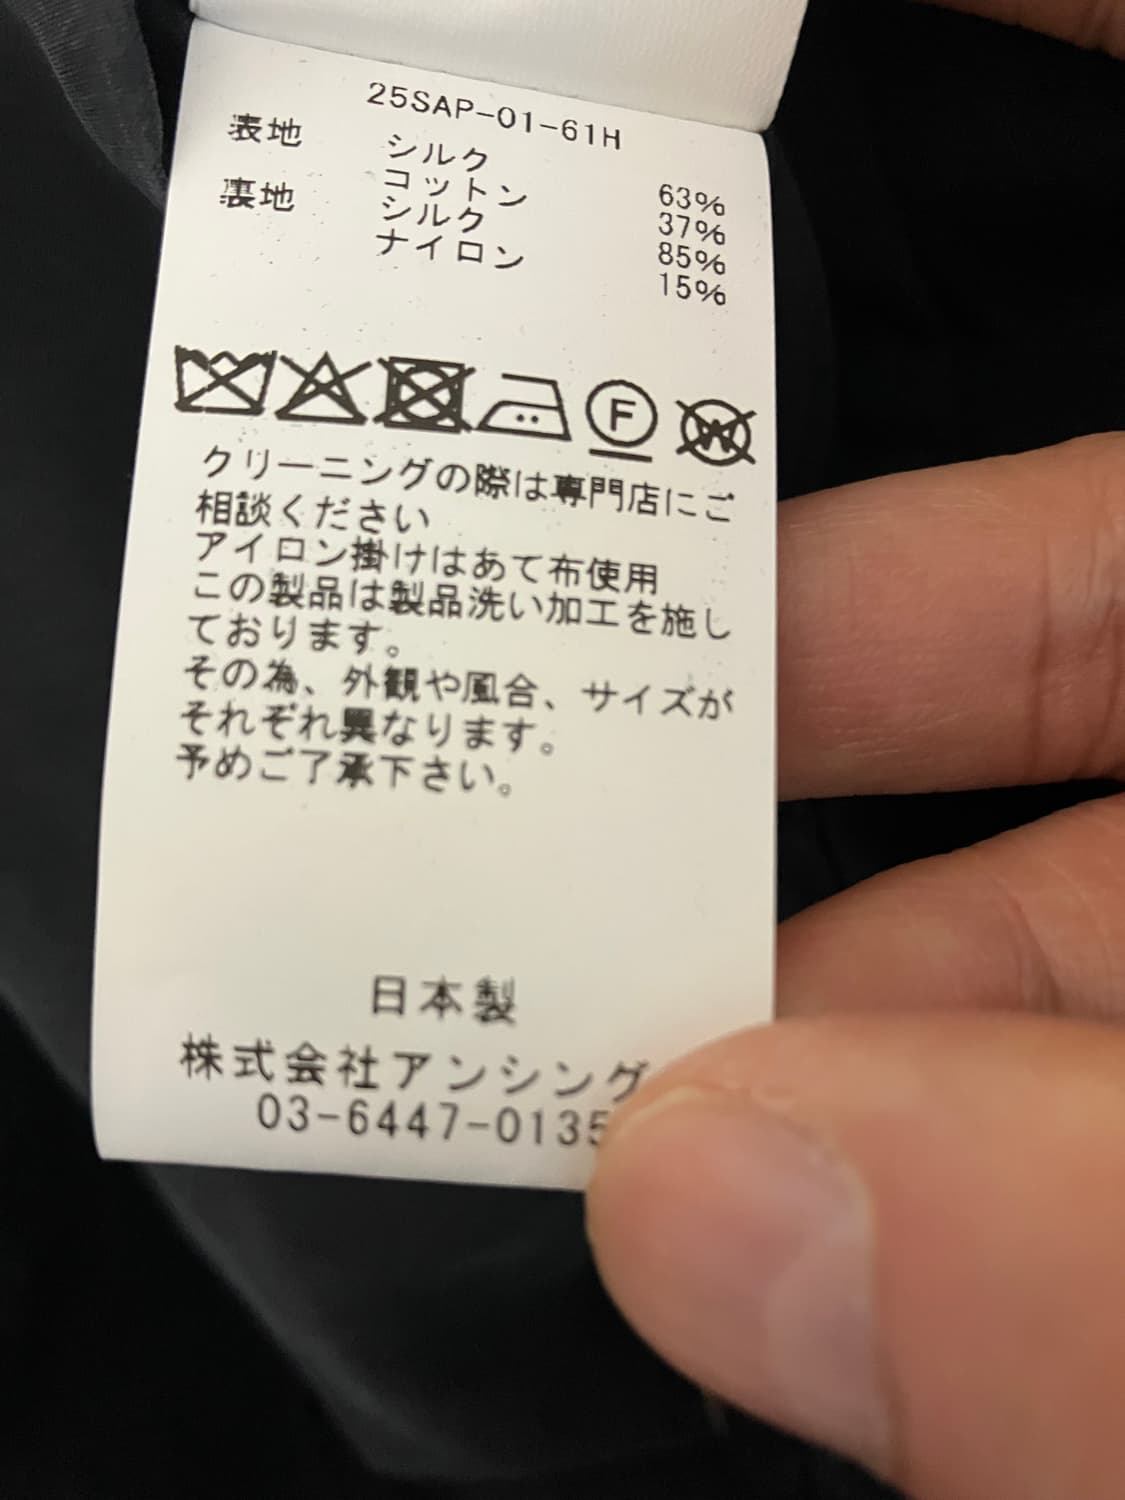 25SAP-01-61H
表地 シルク 63%
コットン 37%
裏地 シルク 85%
ナイロン 15%
F
W
クリーニングの際は専門店にご
相談ください
アイロン掛けはあて布使用
この製品は製品洗い加工を施し
ております。
その為、外観や風合、サイズが
それぞれ異なります。
予めご了承下さい。
日本製
株式会社アンシング
03-6447-0135